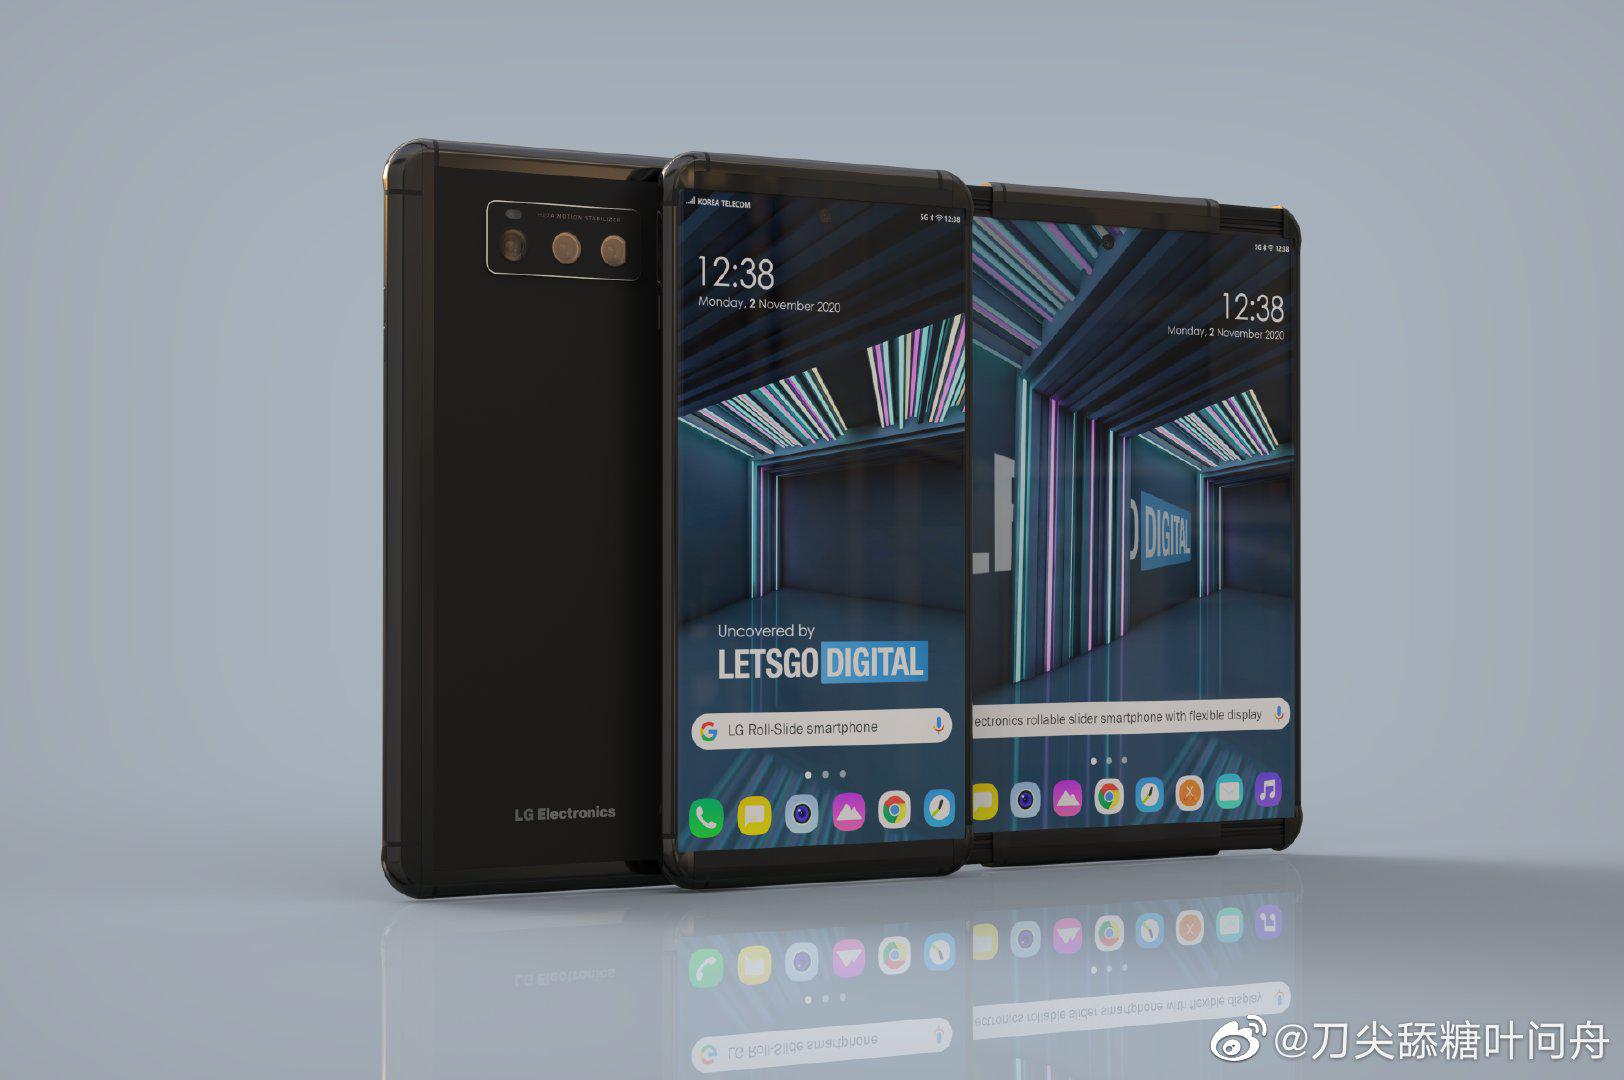 HEXA MOTION STABILIZER
LG Electronics
KOREA TELECOM
5G 12:38
12:38
Monday, 2 November 2020
Uncovered by
LETSGO DIGITAL
LG Roll-Slide smartphone
5G 12:38
12:38
Monday, 2 November 2020
DIGITAL
ectronics rollable slider smartphone with flexible display
@刀尖舔糖叶问舟